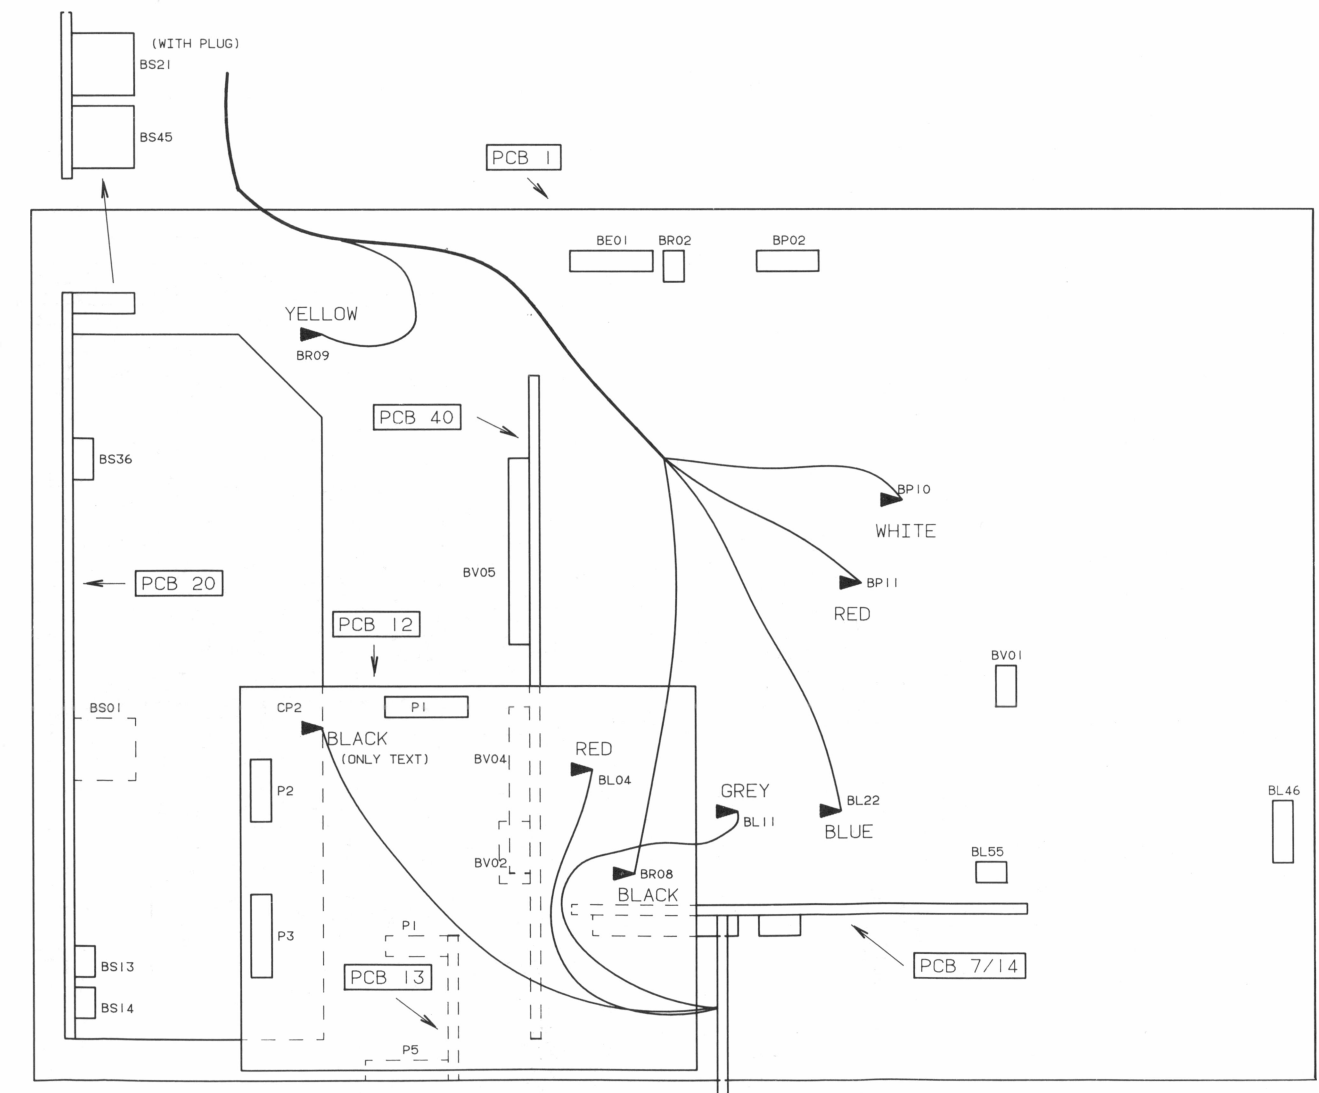 (WITH PLUG)
BS21
BS45
PCB 1
BE01
BR02
BP02
YELLOW
BR09
PCB 40
BS36
BP10
WHITE
BV05
PCB 20
BP11
RED
PCB 12
BV01
BS01
CP2
P1
BLACK
(ONLY TEXT)
RED
BV04
BL04
P2
GREY
BL11
BL22
BLUE
BL46
BV02
BR08
BLACK
BL55
P3
P1
BS13
PCB 13
PCB 7/14
BS14
P5